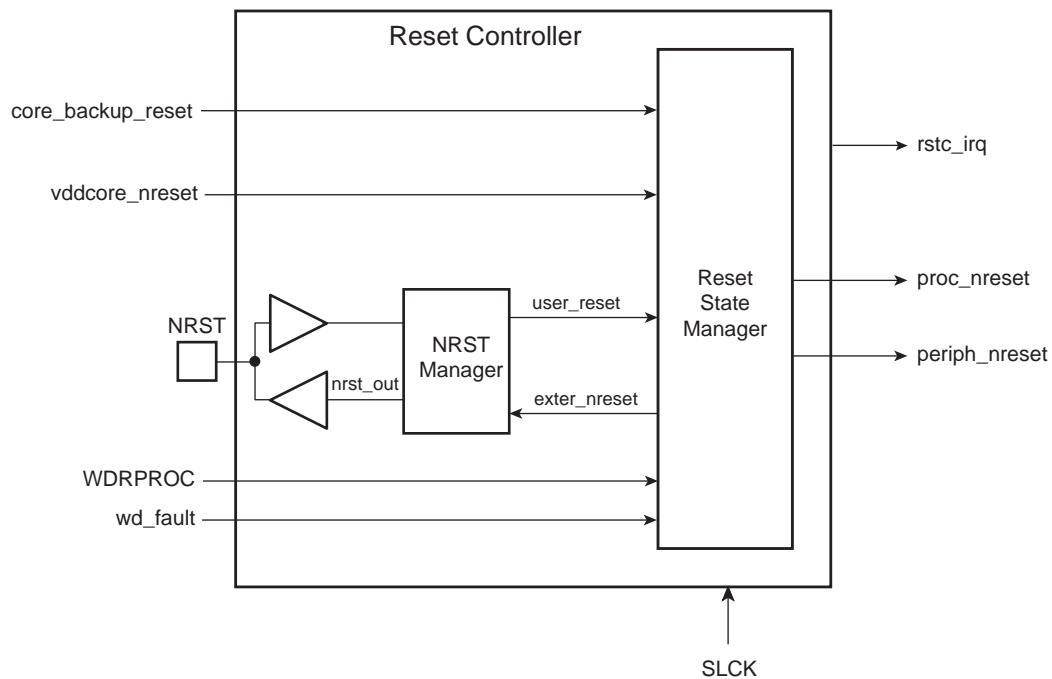 Reset Controller
core_backup_reset
rstc_irq
vddcore_nreset
Reset
State
Manager
proc_nreset
user_reset
NRST
NRST
Manager
periph_nreset
nrst_out
exter_nreset
WDRPROC
wd_fault
SLCK